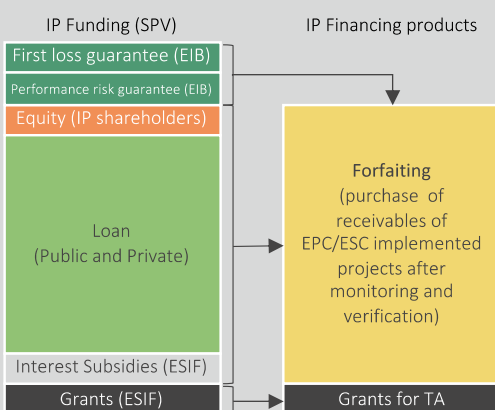 IP Funding (SPV)
First loss guarantee (EIB)
Performance risk guarantee (EIB)
Equity (IP shareholders)
Loan
(Public and Private)
Interest Subsidies (ESIF)
Grants (ESIF)
IP Financing products
Forfaiting
(purchase of
receivables of
EPC/ESC implemented
projects after
monitoring and
verification)
Grants for TA